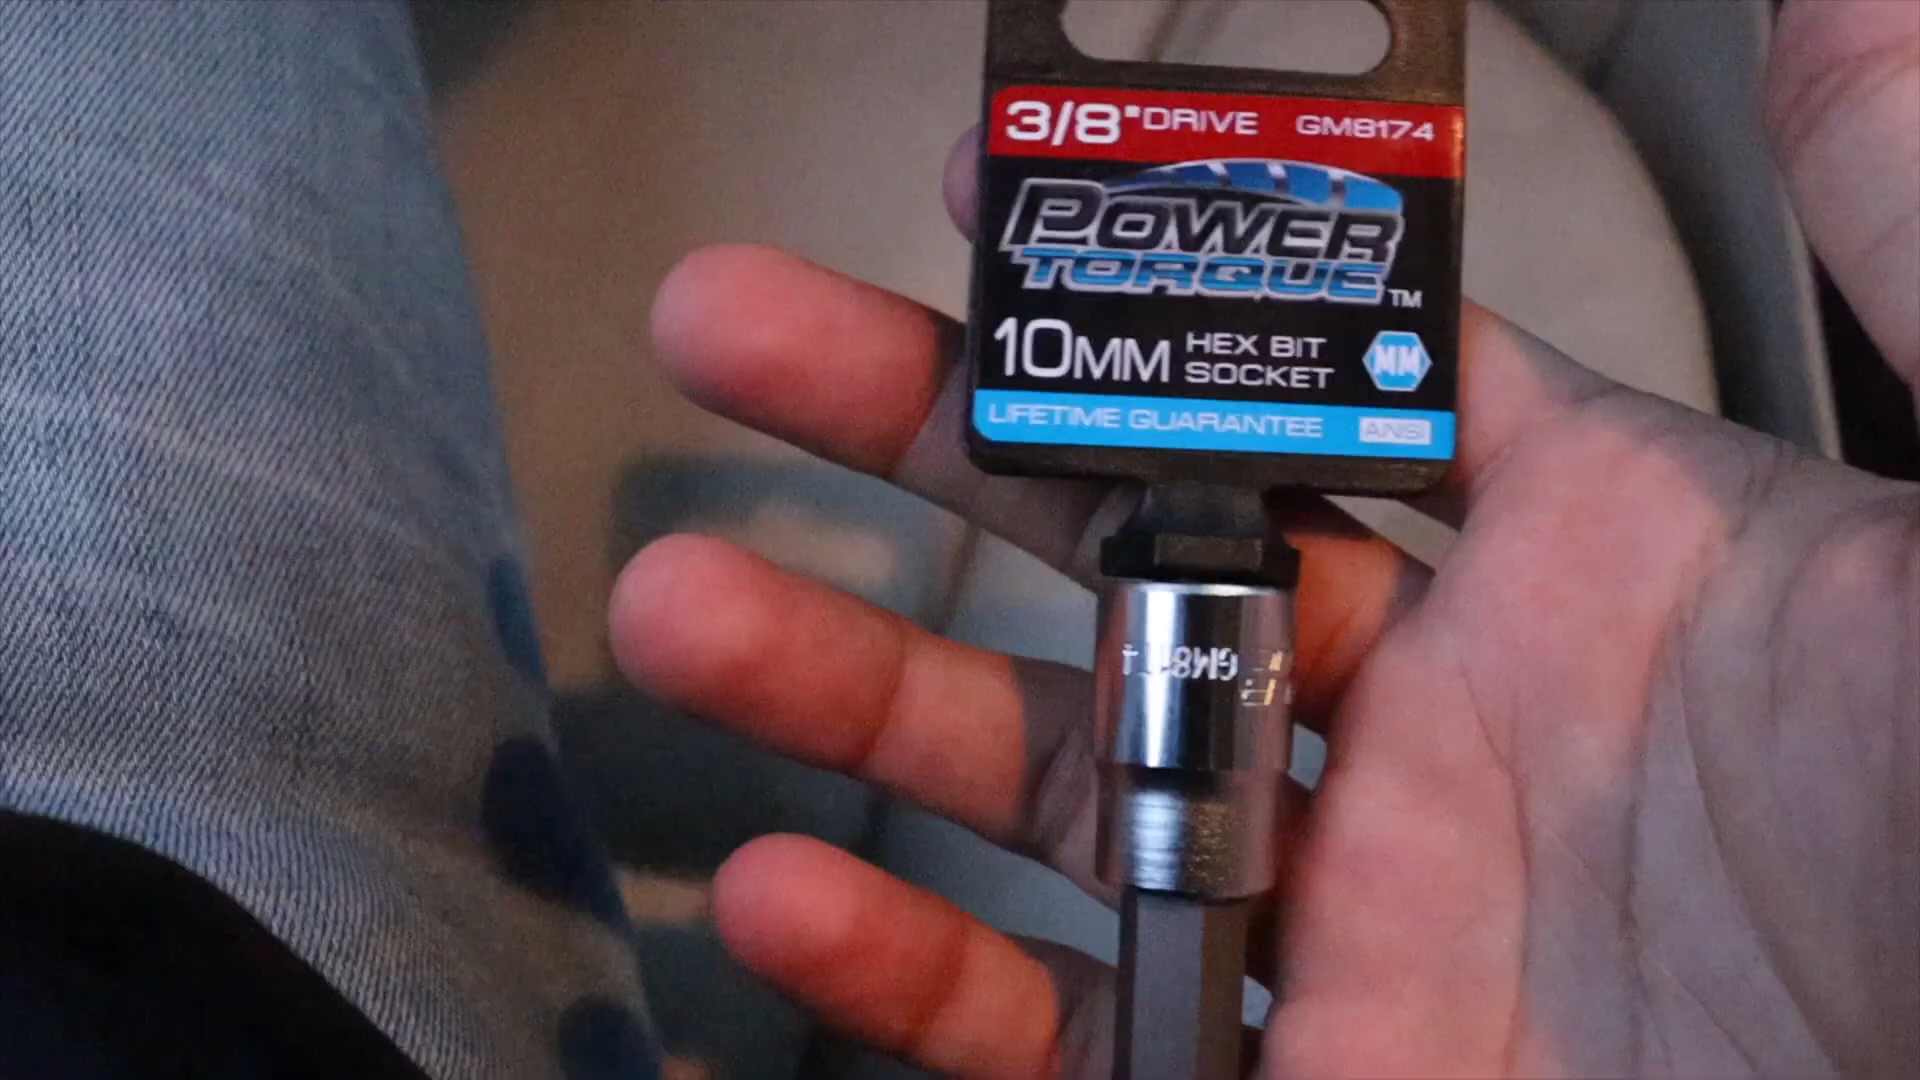 3/8" DRIVE GM8174
POWER
TORQUE™
10MM HEX BIT
SOCKET
MM
LIFETIME GUARANTEE ANSI